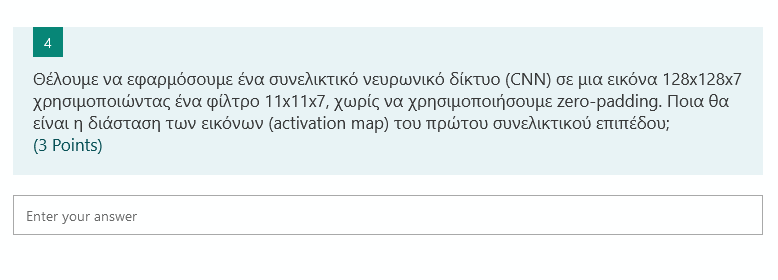 4
Θέλουμε να εφαρμόσουμε ένα συνελικτικό νευρωνικό δίκτυο (CNN) σε μια εικόνα 128x128x7
χρησιμοποιώντας ένα φίλτρο 11x11x7, χωρίς να χρησιμοποιήσουμε zero-padding. Ποια θα
είναι η διάσταση των εικόνων (activation map) του πρώτου συνελικτικού επιπέδου;
(3 Points)
Enter your answer